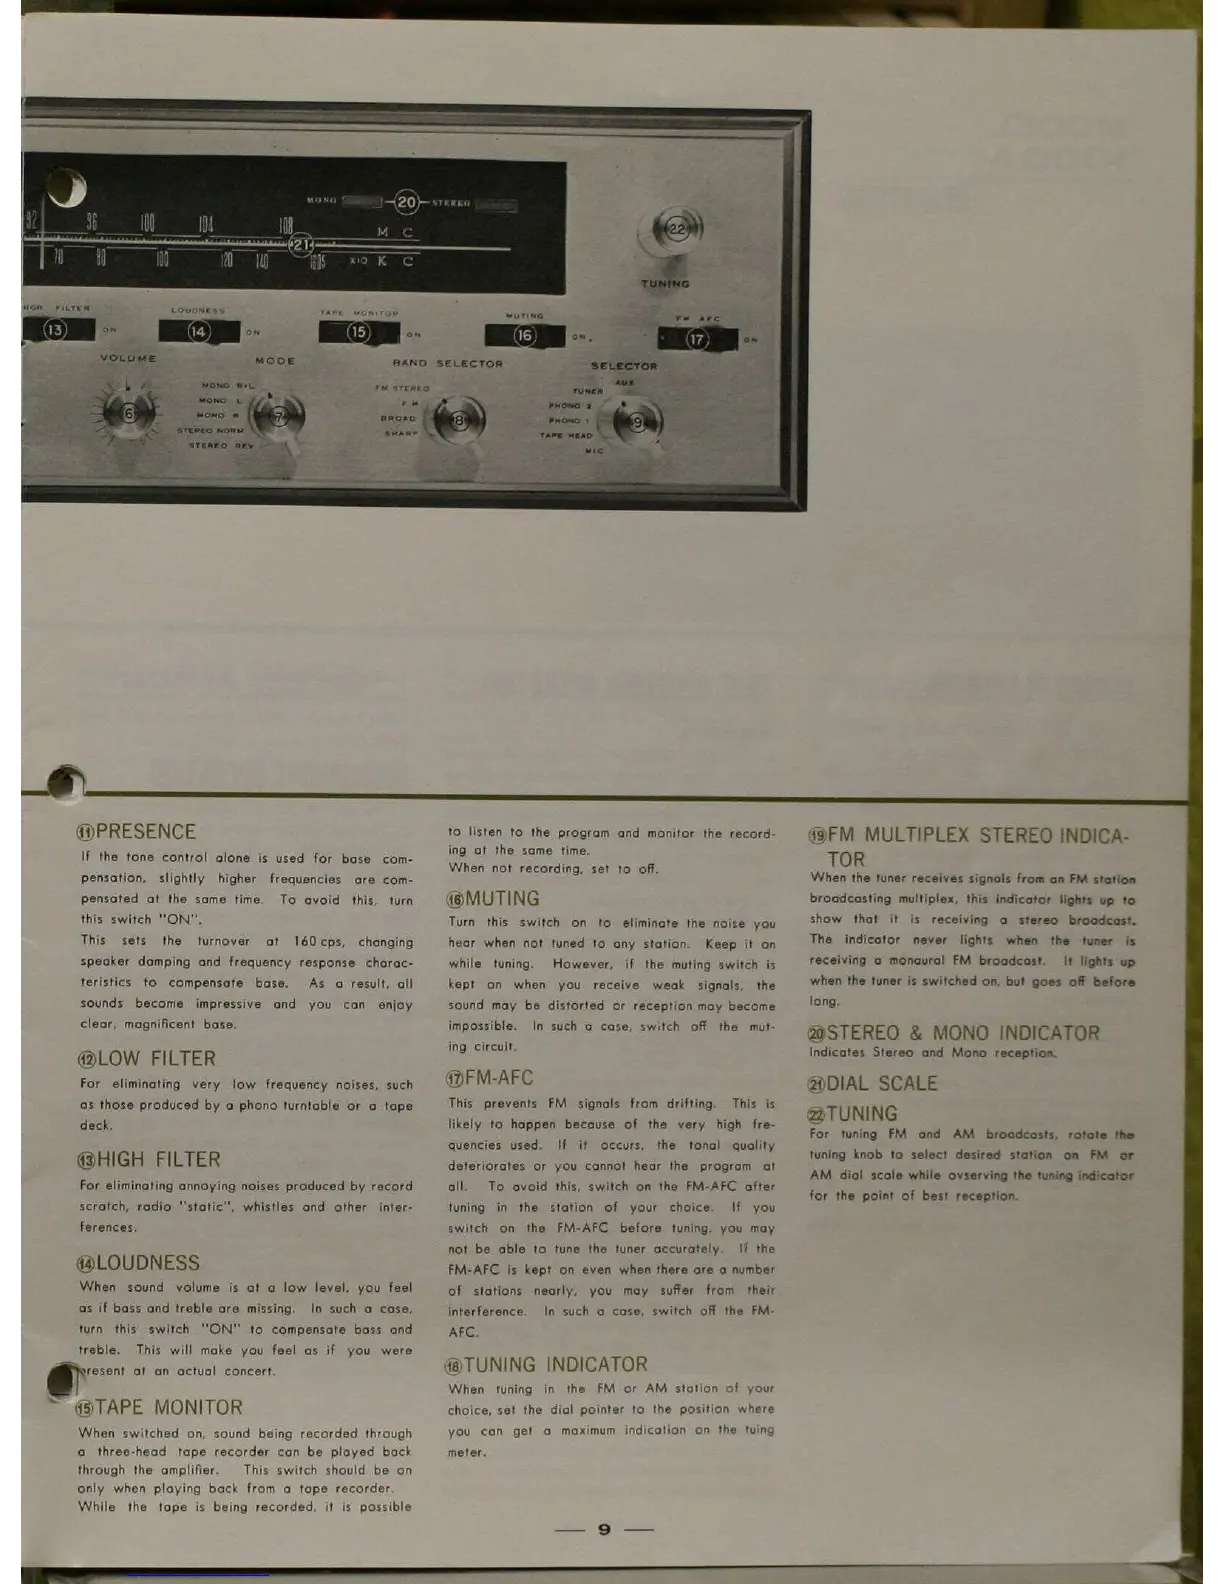 MONO 20 STEREO
92 96 100 104 108
M C
21
70 80 100 120 140 1605 X10 K C
22
TUNING
HIGH FILTER
LOUDNESS
TAPE MONITOR
MUTING
FM AFC
13 ON
14 ON
15 ON
16 ON
17 ON
VOLUME
MODE
BAND SELECTOR
SELECTOR
6
MONO R+L
MONO L
MONO R
STEREO NORM
STEREO REV
7
FM STEREO
FM
BROAD
SHARP
8
AUX
TUNER
PHONO 2
PHONO 1
TAPE HEAD
MIC
9
⑪PRESENCE
If the tone control alone is used for base com-
pensation, slightly higher frequencies are com-
pensated at the same time. To avoid this, turn
this switch "ON".
This sets the turnover at 160 cps, changing
speaker damping and frequency response charac-
teristics to compensate base. As a result, all
sounds become impressive and you can enjoy
clear, magnificent base.
⑫LOW FILTER
For eliminating very low frequency noises, such
as those produced by a phono turntable or a tape
deck.
⑬HIGH FILTER
For eliminating annoying noises produced by record
scratch, radio "static", whistles and other inter-
ferences.
⑭LOUDNESS
When sound volume is at a low level, you feel
as if bass and treble are missing. In such a case,
turn this switch "ON" to compensate bass and
treble. This will make you feel as if you were
present at an actual concert.
⑮TAPE MONITOR
When switched on, sound being recorded through
a three-head tape recorder can be played back
through the amplifier. This switch should be on
only when playing back from a tape recorder.
While the tape is being recorded, it is possible
to listen to the program and monitor the record-
ing at the same time.
When not recording, set to off.
⑯MUTING
Turn this switch on to eliminate the noise you
hear when not tuned to any station. Keep it on
while tuning. However, if the muting switch is
kept on when you receive weak signals, the
sound may be distorted or reception may become
impossible. In such a case, switch off the mut-
ing circuit.
⑰FM-AFC
This prevents FM signals from drifting. This is
likely to happen because of the very high fre-
quencies used. If it occurs, the tonal quality
deteriorates or you cannot hear the program at
all. To avoid this, switch on the FM-AFC after
tuning in the station of your choice. If you
switch on the FM-AFC before tuning, you may
not be able to tune the tuner accurately. If the
FM-AFC is kept on even when there are a number
of stations nearly, you may suffer from their
interference. In such a case, switch off the FM-
AFC.
⑱TUNING INDICATOR
When tuning in the FM or AM station of your
choice, set the dial pointer to the position where
you can get a maximum indication on the tuing
meter.
⑲FM MULTIPLEX STEREO INDICA-
TOR
When the tuner receives signals from an FM station
broadcasting multiplex, this indicator lights up to
show that it is receiving a stereo broadcast.
The indicator never lights when the tuner is
receiving a monaural FM broadcast. It lights up
when the tuner is switched on, but goes off before
long.
⑳STEREO & MONO INDICATOR
Indicates Stereo and Mono reception.
㉑DIAL SCALE
㉒TUNING
For tuning FM and AM broadcasts, rotate the
tuning knob to select desired station on FM or
AM dial scale while ovserving the tuning indicator
for the point of best reception.
— 9 —